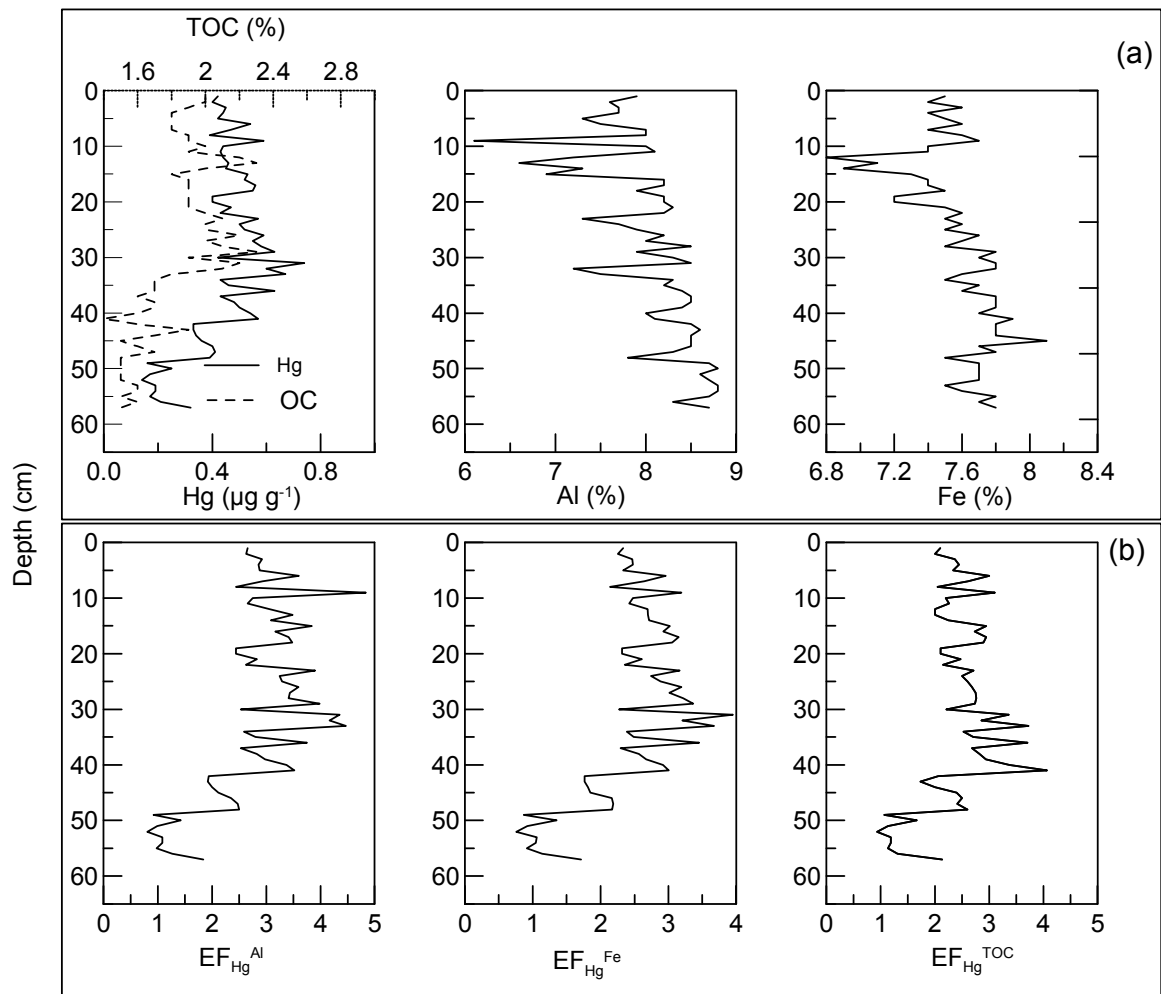 TOC (%)
(a)
1.6 2 2.4 2.8
0 0 0
10 10 10
20 20 20
30 30 30
40 40 40
50 50 50
60 60 60
Hg
OC
0.0 0.4 0.8
6 7 8 9
6.8 7.2 7.6 8 8.4
Hg (µg g⁻¹)
Al (%)
Fe (%)
Depth (cm)
(b)
0 0 0
10 10 10
20 20 20
30 30 30
40 40 40
50 50 50
60 60 60
0 1 2 3 4 5
0 1 2 3 4
0 1 2 3 4 5
EF_Hg^Al
EF_Hg^Fe
EF_Hg^TOC